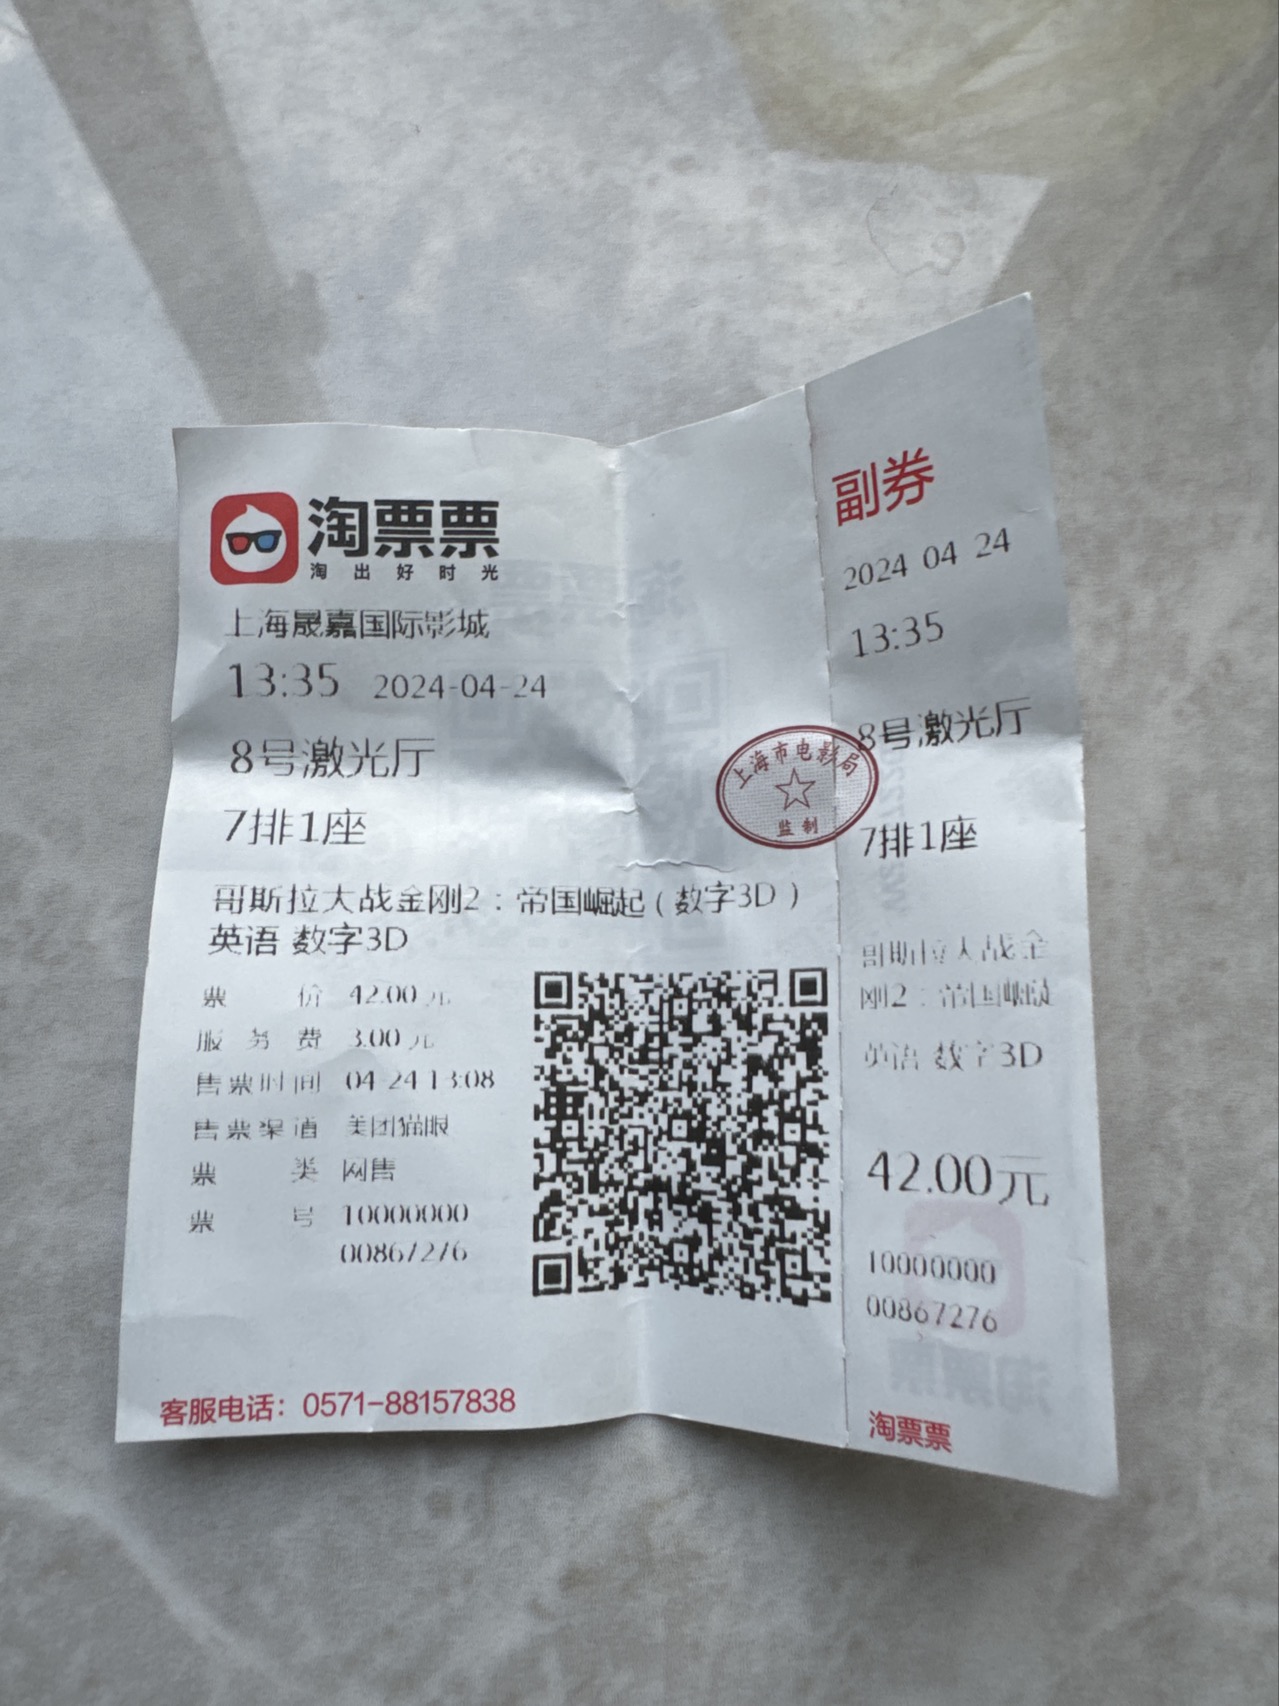 淘票票
淘出好时光
上海晟嘉国际影城
13:35 2024-04-24
8号激光厅
7排1座
哥斯拉大战金刚2：帝国崛起（数字3D）
英语 数字3D
票价 42.00元
服务费 3.00元
售票时间 04-24 13:08
售票渠道 美团猫眼
票类 网售
票号 10000000
00867276
客服电话：0571-88157838
上海市电影局
监制
副券
2024 04 24
13:35
8号激光厅
7排1座
哥斯拉大战金
刚2：帝国崛起
英语 数字3D
42.00元
10000000
00867276
淘票票